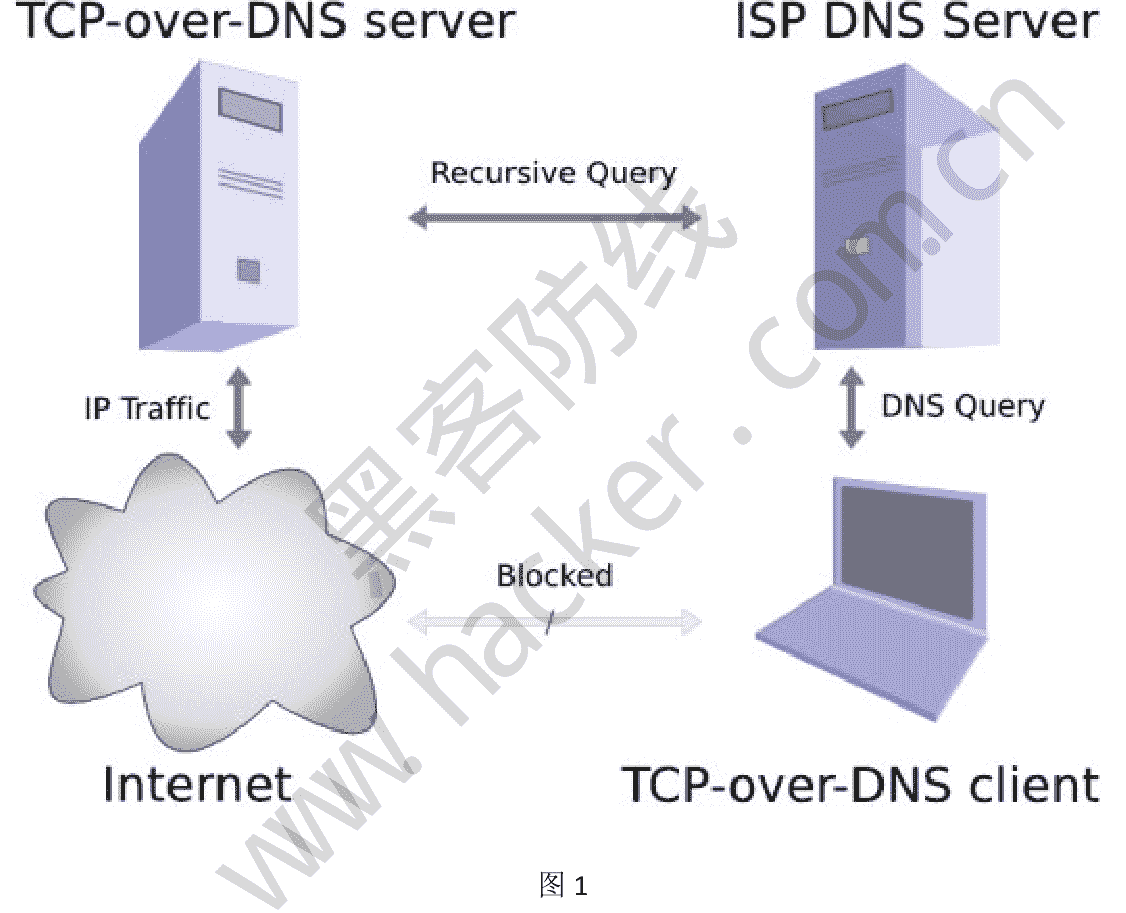 TCP-over-DNS server
ISP DNS Server
Recursive Query
IP Traffic
DNS Query
Blocked
Internet
TCP-over-DNS client
黑客防线
www.hacker.com.cn
图 1